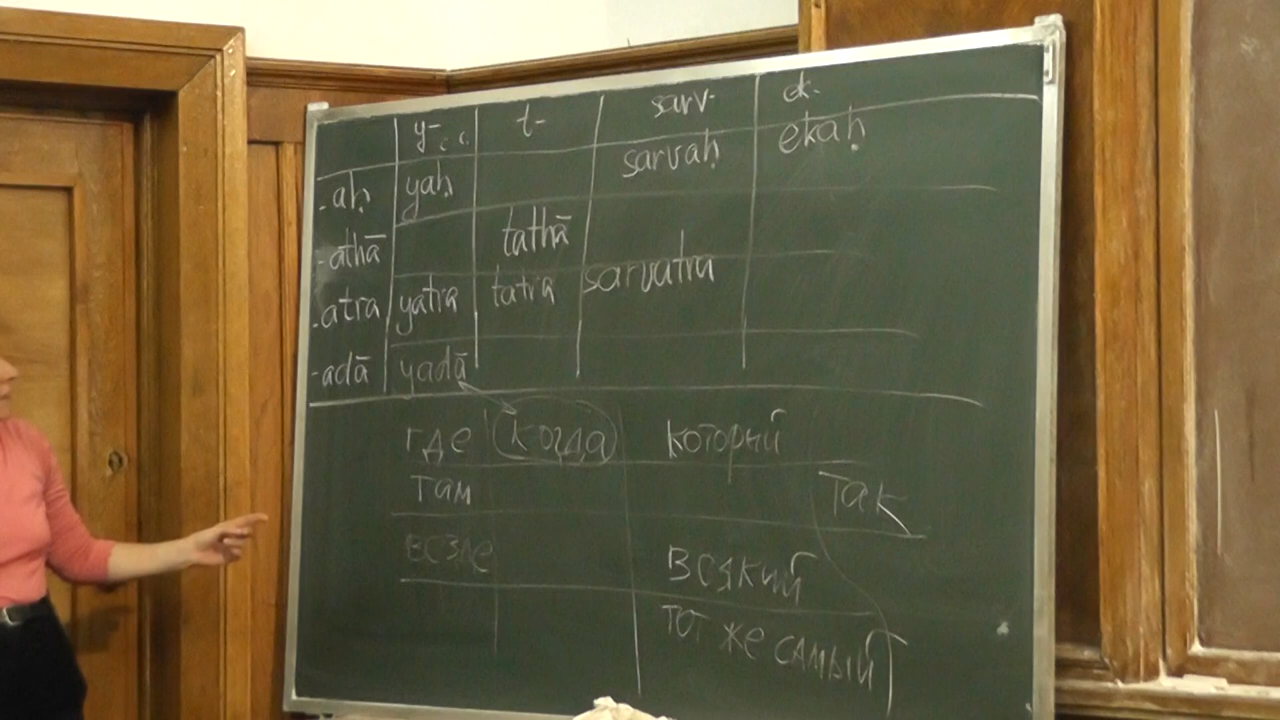 y- t- sarv- ek-
-aḥ yaḥ sarvaḥ ekaḥ
-athā tathā
-atra yatra tatra sarvatra
-adā yadā
где когда который
там так
везде всякий
тот же самый